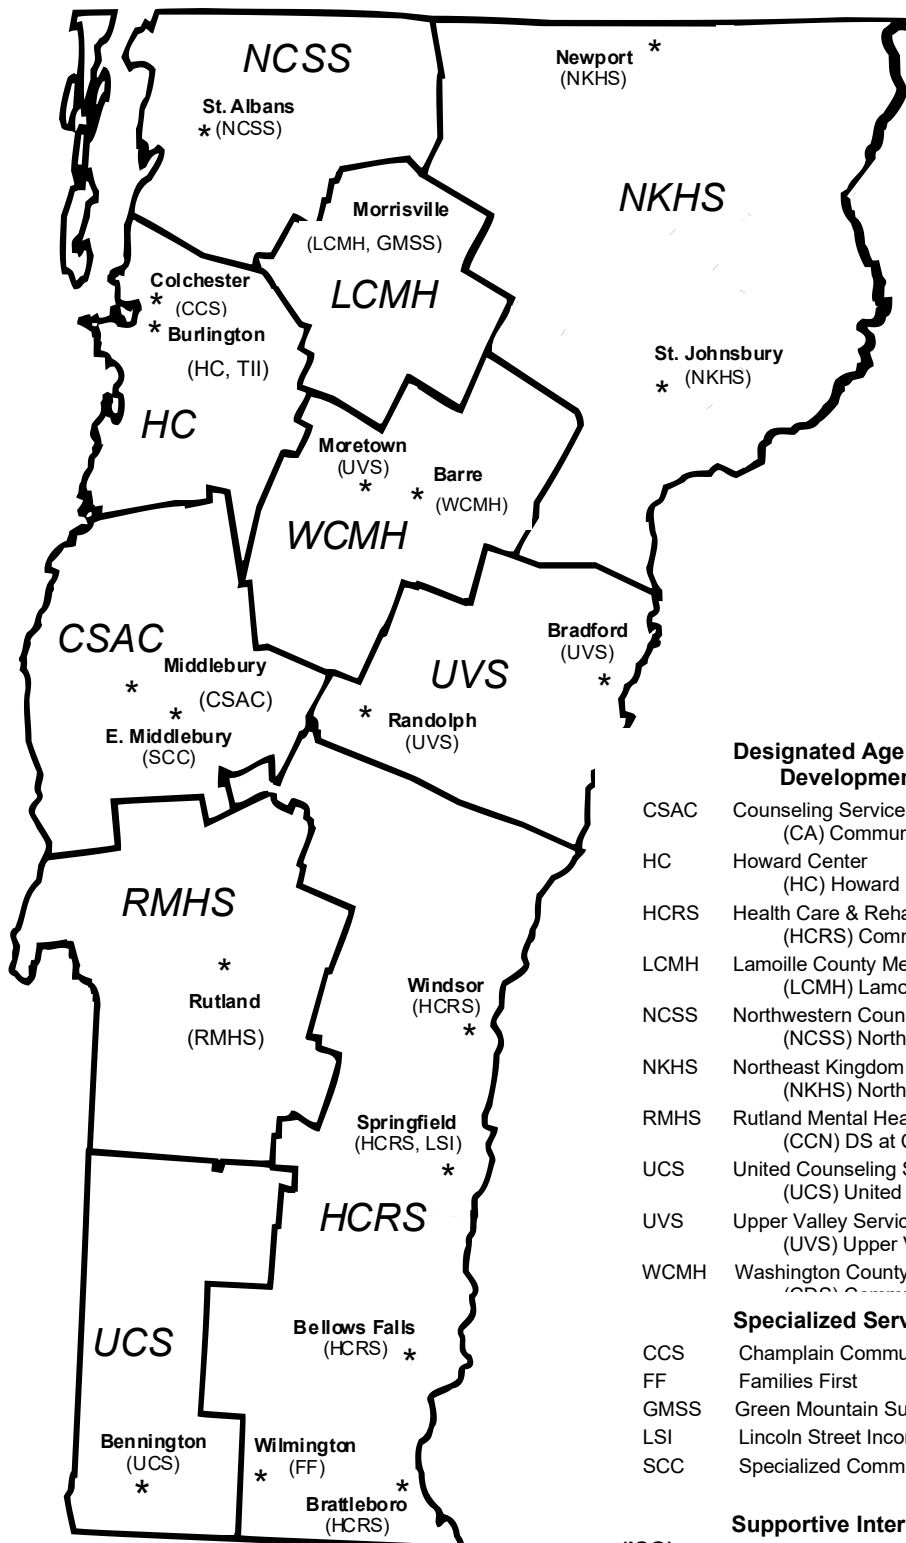 NCSS
St. Albans
* (NCSS)
Newport *
(NKHS)
NKHS
Morrisville
(LCMH, GMSS)
LCMH
Colchester
* (CCS)
* Burlington
(HC, TII)
HC
St. Johnsbury
* (NKHS)
Moretown
(UVS)
*
Barre
* (WCMH)
WCMH
CSAC
Middlebury
* (CSAC)
*
E. Middlebury
(SCC)
UVS
Bradford
(UVS)
*
* Randolph
(UVS)
RMHS
*
Rutland
(RMHS)
Windsor
(HCRS)
*
Springfield
(HCRS, LSI)
*
HCRS
Bellows Falls
(HCRS) *
UCS
Bennington
(UCS)
*
Wilmington
* (FF)
*
Brattleboro
(HCRS)
Designated Age
Developmer
CSAC Counseling Service
(CA) Commur
HC Howard Center
(HC) Howard
HCRS Health Care & Reha
(HCRS) Comr
LCMH Lamoille County Me
(LCMH) Lamo
NCSS Northwestern Coun
(NCSS) North
NKHS Northeast Kingdom
(NKHS) North
RMHS Rutland Mental Hea
(CCN) DS at C
UCS United Counseling S
(UCS) United
UVS Upper Valley Servic
(UVS) Upper V
WCMH Washington County
Specialized Serv
CCS Champlain Commu
FF Families First
GMSS Green Mountain Su
LSI Lincoln Street Incor
SCC Specialized Comm
Supportive Inter